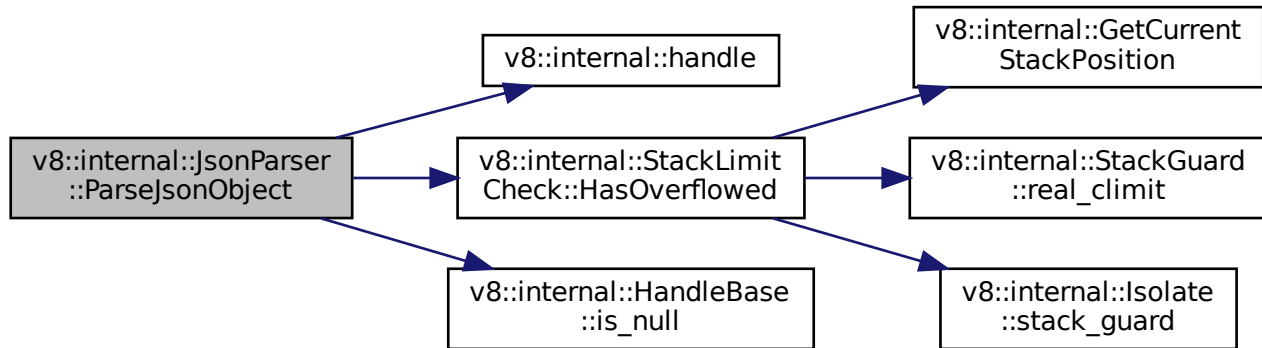 v8::internal::JsonParser
::ParseJsonObject
v8::internal::handle
v8::internal::StackLimit
Check::HasOverflowed
v8::internal::HandleBase
::is_null
v8::internal::GetCurrent
StackPosition
v8::internal::StackGuard
::real_climit
v8::internal::Isolate
::stack_guard